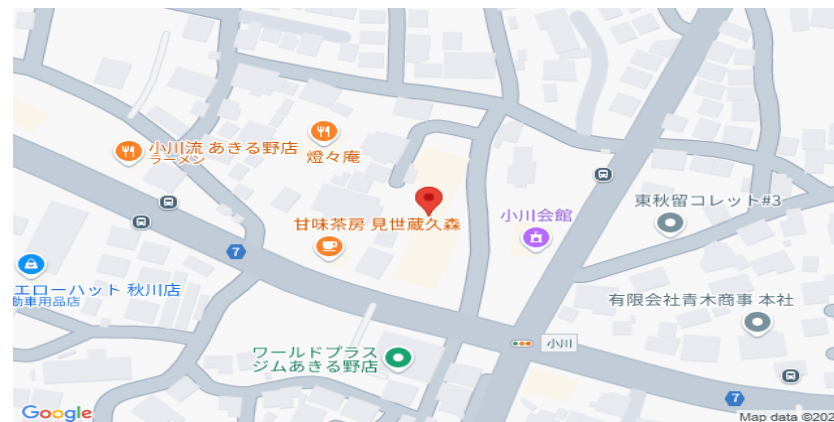 小川流 あきる野店
ラーメン
燈々庵
甘味茶房 見世蔵久森
小川会館
東秋留コレット#3
7
エローハット 秋川店
動車用品店
有限会社青木商事 本社
小川
ワールドプラス
ジムあきる野店
7
Google
Map data ©202